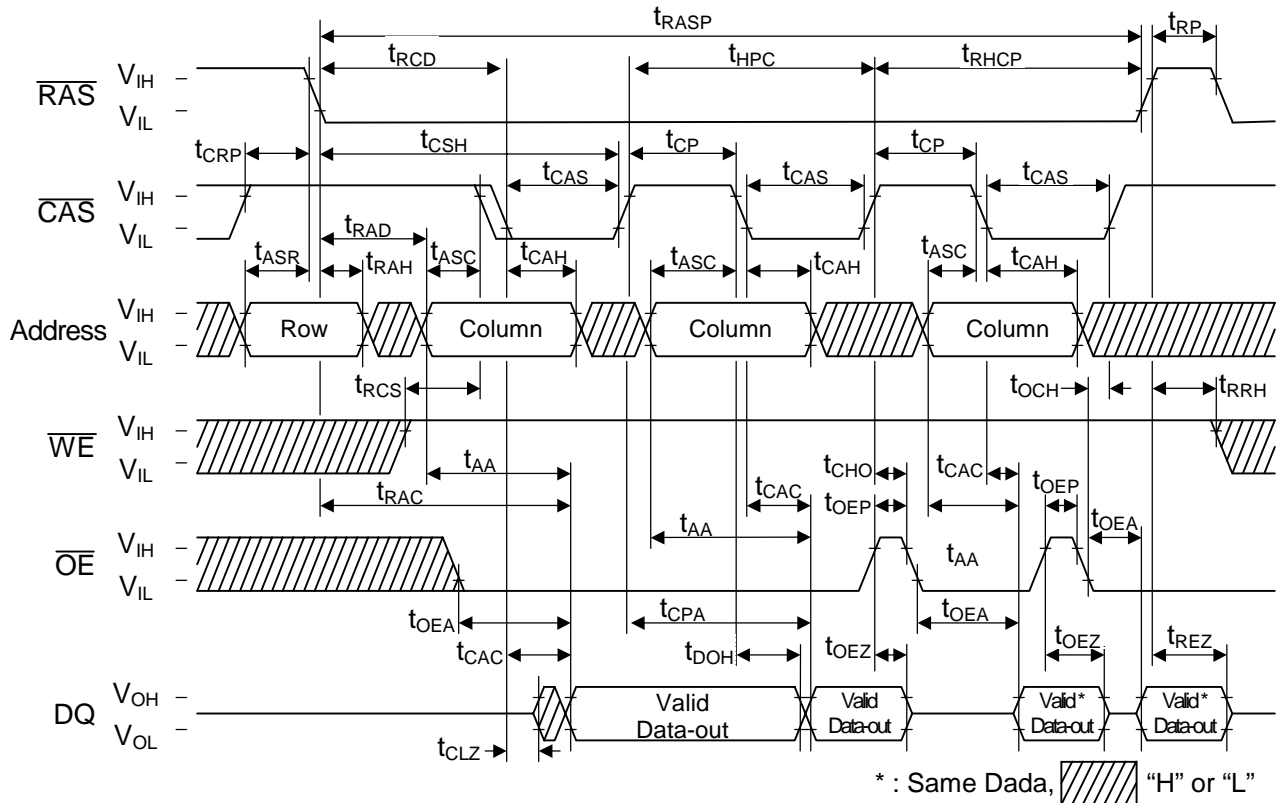 tRASP
tRP
tRCD tHPC tRHCP
RAS VIH
VIL
tCRP tCSH tCP tCP
tCAS tCAS tCAS
CAS VIH
VIL
tRAD
tASR tRAH tASC tCAH tASC tCAH tASC tCAH
Address VIH
VIL
Row Column Column Column
tRCS tOCH tRRH
WE VIH
VIL
tAA tCHO tCAC tOEP
tRAC tCAC tOEP
tAA tOEA
OE VIH
VIL
tAA
tOEA tCPA tOEA
tCAC tDOH tOEZ tOEZ tREZ
DQ VOH
VOL
Valid Valid Valid* Valid*
Data-out Data-out Data-out Data-out
tCLZ
* : Same Dada, "H" or "L"